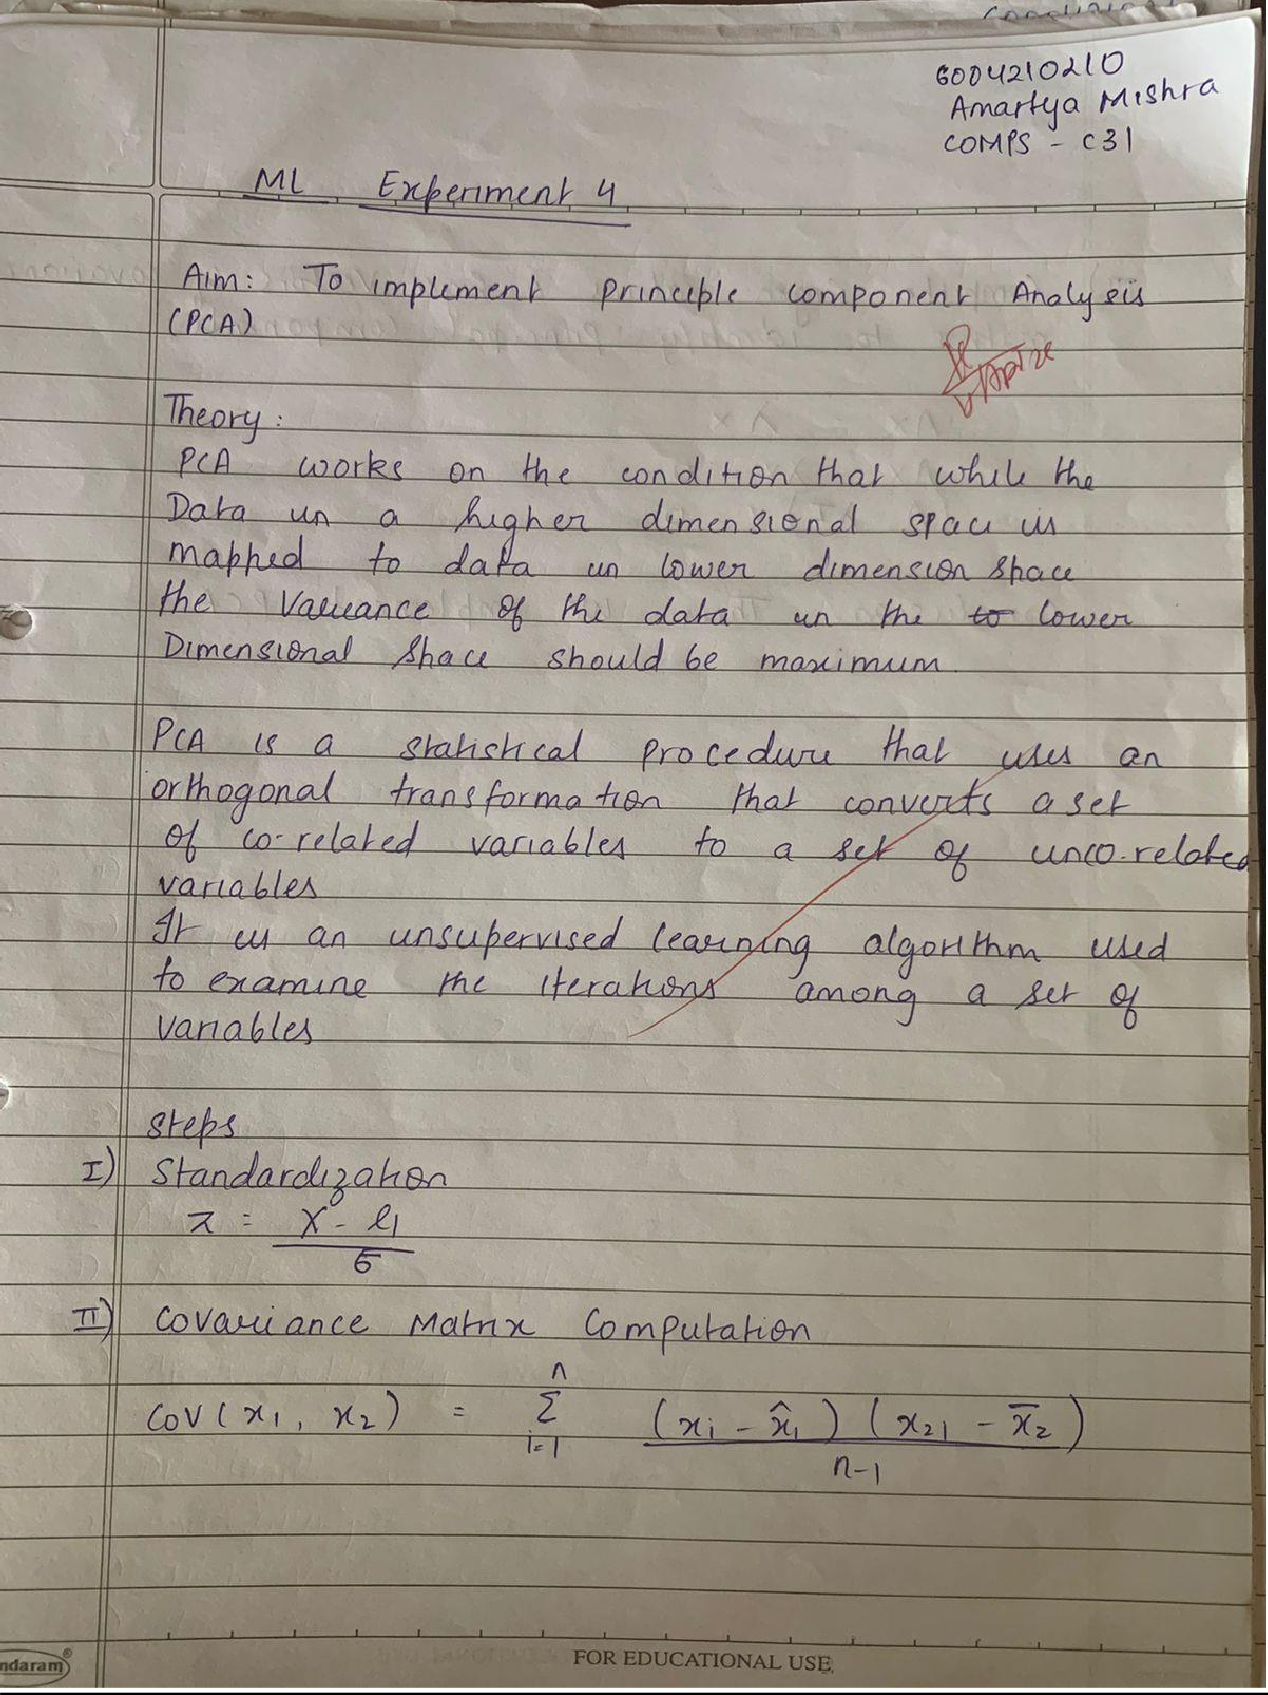 6004210210
Amartya Mishra
COMPS - C31
ML Experiment 4
Aim: To implement Principle component Analysis
(PCA)
Theory:
PCA works on the condition that while the
Data in a higher dimensional space is
mapped to data in lower dimension space
the Variance of the data in the to lower
Dimensional Space should be maximum
PCA is a statistical procedure that uses an
orthogonal transformation that converts a set
of co-related variables to a set of unco-related
variables
It is an unsupervised learning algorithm used
to examine the iterations among a set of
variables
Steps
I) Standardization
z = X - μ
σ
II) Covariance Matrix Computation
n
Cov(x1, x2) = Σ (xi - x̂1) (x21 - x̄2)
i=1
n-1
ndaram
FOR EDUCATIONAL USE